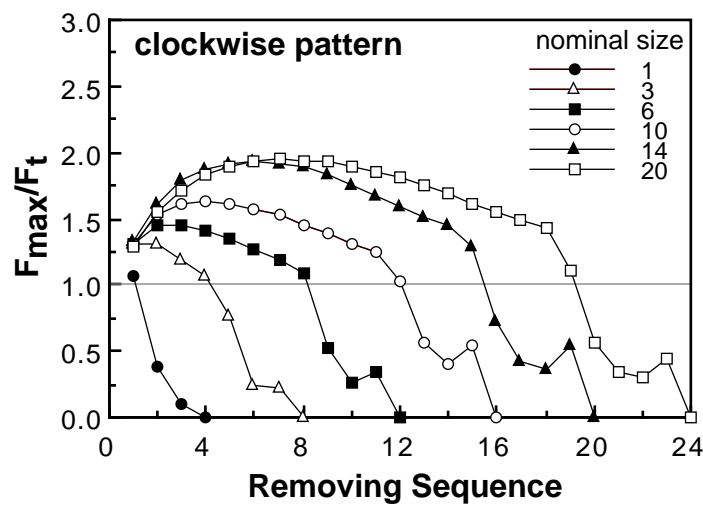 clockwise pattern
nominal size
1
3
6
10
14
20
3.0
2.5
2.0
1.5
1.0
0.5
0.0
Fmax/Ft
0 4 8 12 16 20 24
Removing Sequence